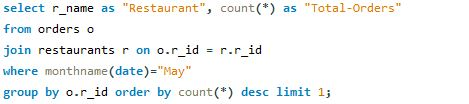 select r_name as "Restaurant", count(*) as "Total-Orders"
from orders o
join restaurants r on o.r_id = r.r_id
where monthname(date)="May"
group by o.r_id order by count(*) desc limit 1;